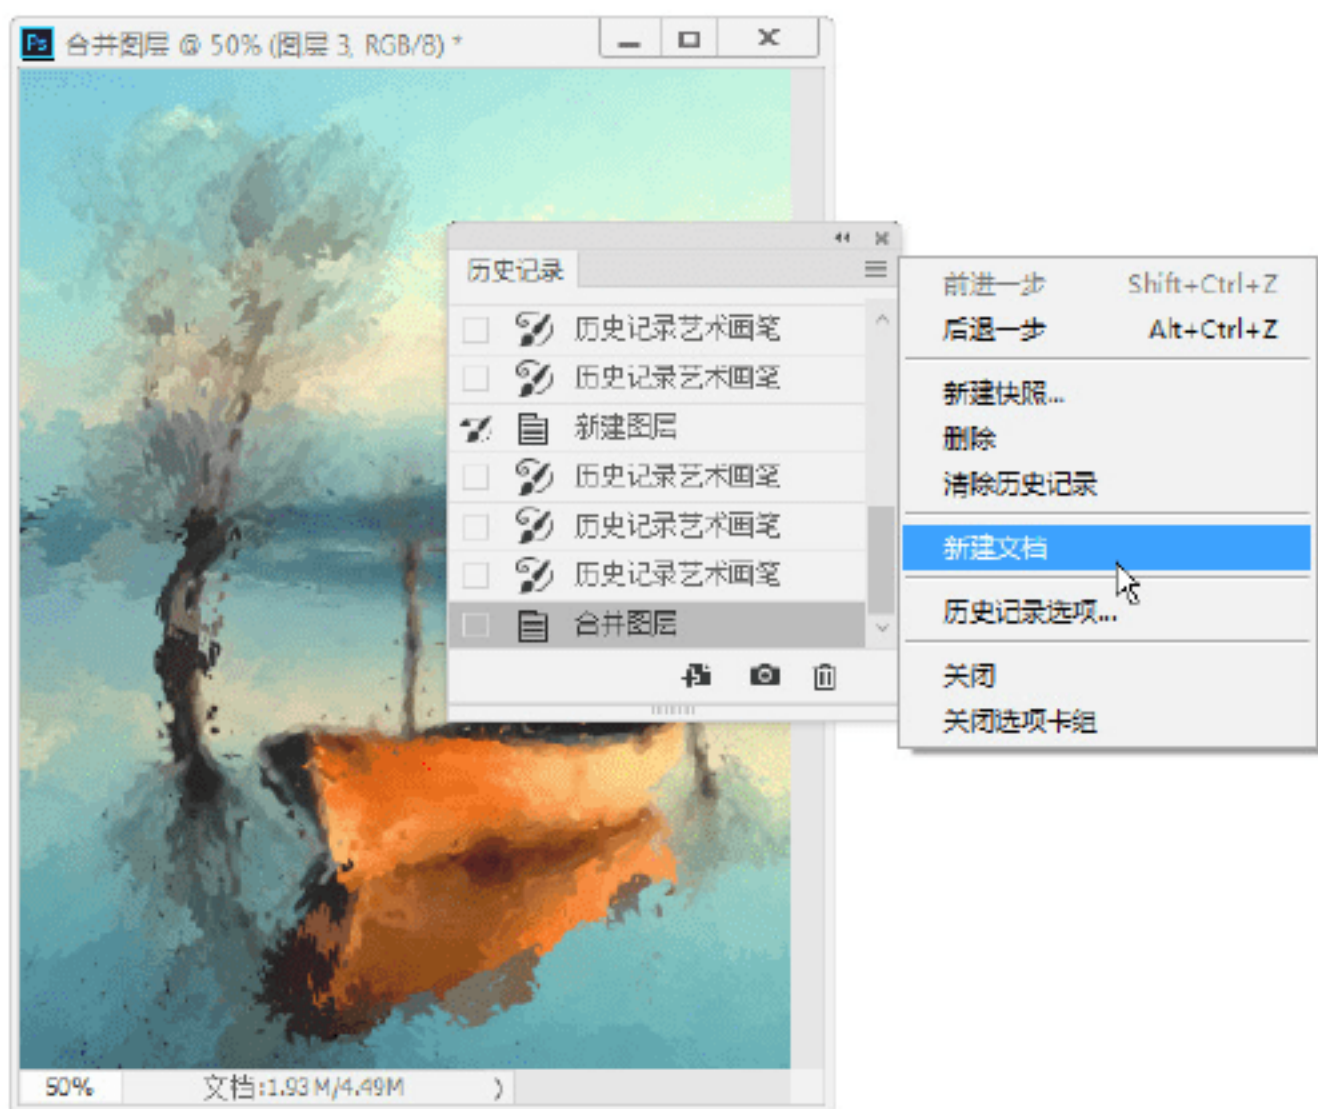 Ps 合并图层 @ 50% (图层 3, RGB/8) *
历史记录
历史记录艺术画笔
历史记录艺术画笔
新建图层
历史记录艺术画笔
历史记录艺术画笔
历史记录艺术画笔
合并图层
前进一步 Shift+Ctrl+Z
后退一步 Alt+Ctrl+Z
新建快照...
删除
清除历史记录
新建文档
历史记录选项...
关闭
关闭选项卡组
50% 文档:1.93M/4.49M